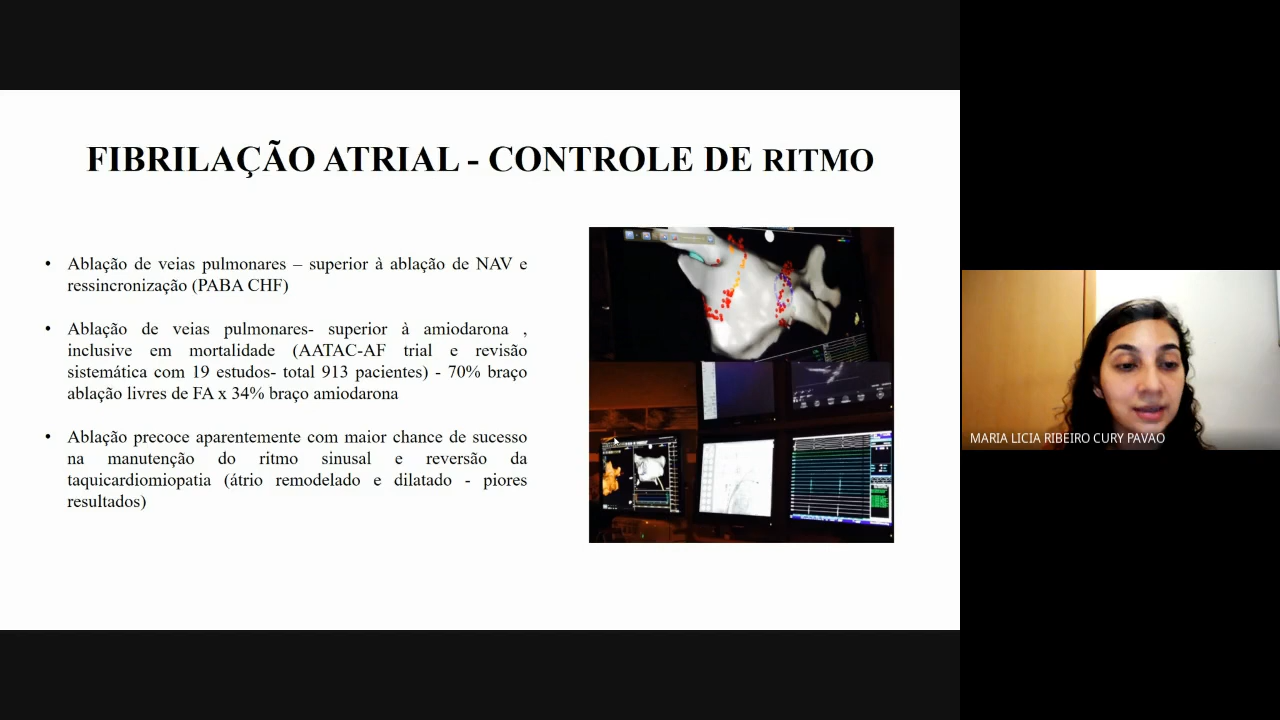 FIBRILAÇÃO ATRIAL - CONTROLE DE RITMO
• Ablação de veias pulmonares – superior à ablação de NAV e
ressincronização (PABA CHF)
• Ablação de veias pulmonares- superior à amiodarona ,
inclusive em mortalidade (AATAC-AF trial e revisão
sistemática com 19 estudos- total 913 pacientes) - 70% braço
ablação livres de FA x 34% braço amiodarona
• Ablação precoce aparentemente com maior chance de sucesso
na manutenção do ritmo sinusal e reversão da
taquicardiomiopatia (átrio remodelado e dilatado - piores
resultados)
MARIA LICIA RIBEIRO CURY PAVAO